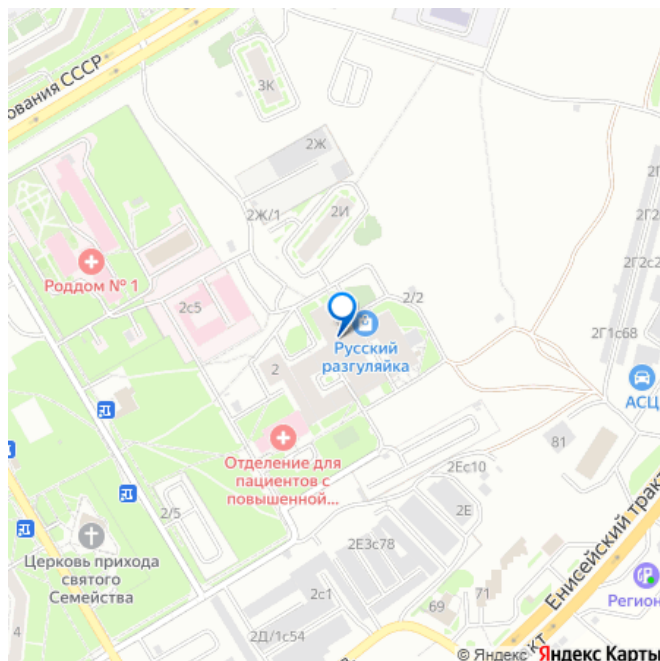 ования СССР
3К
2Ж
2Ж/1
2И
Роддом № 1
2с5
2/2
2Г2
2Г2с2
2Г1с68
Русский
разгуляйка
2
АСЦ
81
Отделение для
пациентов с
повышенной...
2Ес10
2/5
2Е
2Е3с78
Енисейский тракт
Церковь прихода
святого
Семейства
2с1
71
69
Регион
4
2Д/1с54
кт
© Яндекс Яндекс Карты